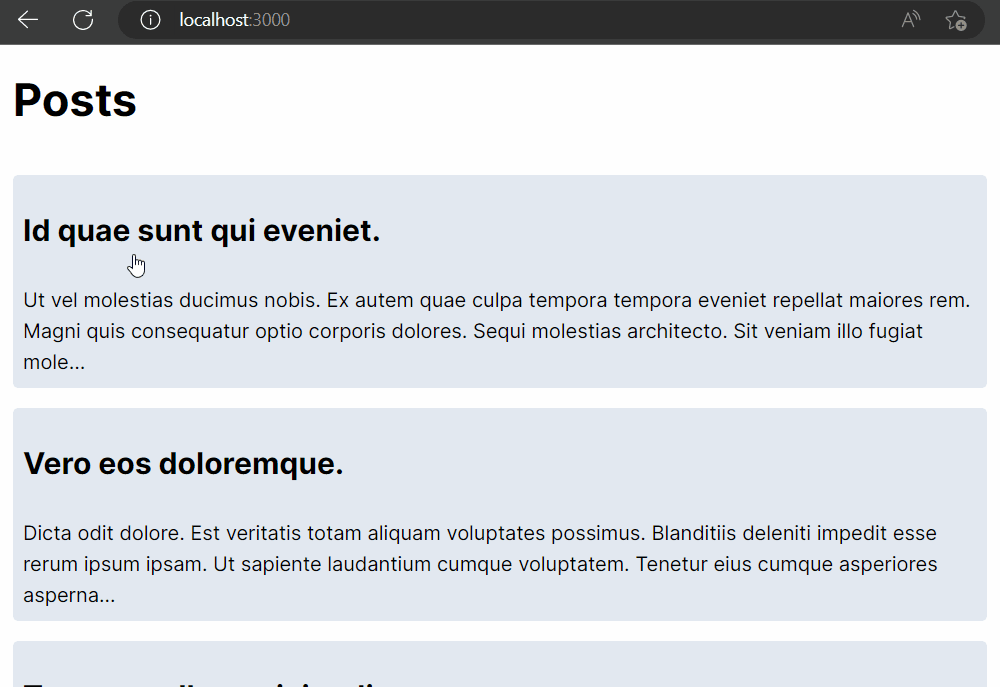 localhost:3000
Posts
Id quae sunt qui eveniet.
Ut vel molestias ducimus nobis. Ex autem quae culpa tempora tempora eveniet repellat maiores rem.
Magni quis consequatur optio corporis dolores. Sequi molestias architecto. Sit veniam illo fugiat
mole...
Vero eos doloremque.
Dicta odit dolore. Est veritatis totam aliquam voluptates possimus. Blanditiis deleniti impedit esse
rerum ipsum ipsam. Ut sapiente laudantium cumque voluptatem. Tenetur eius cumque asperiores
asperna...